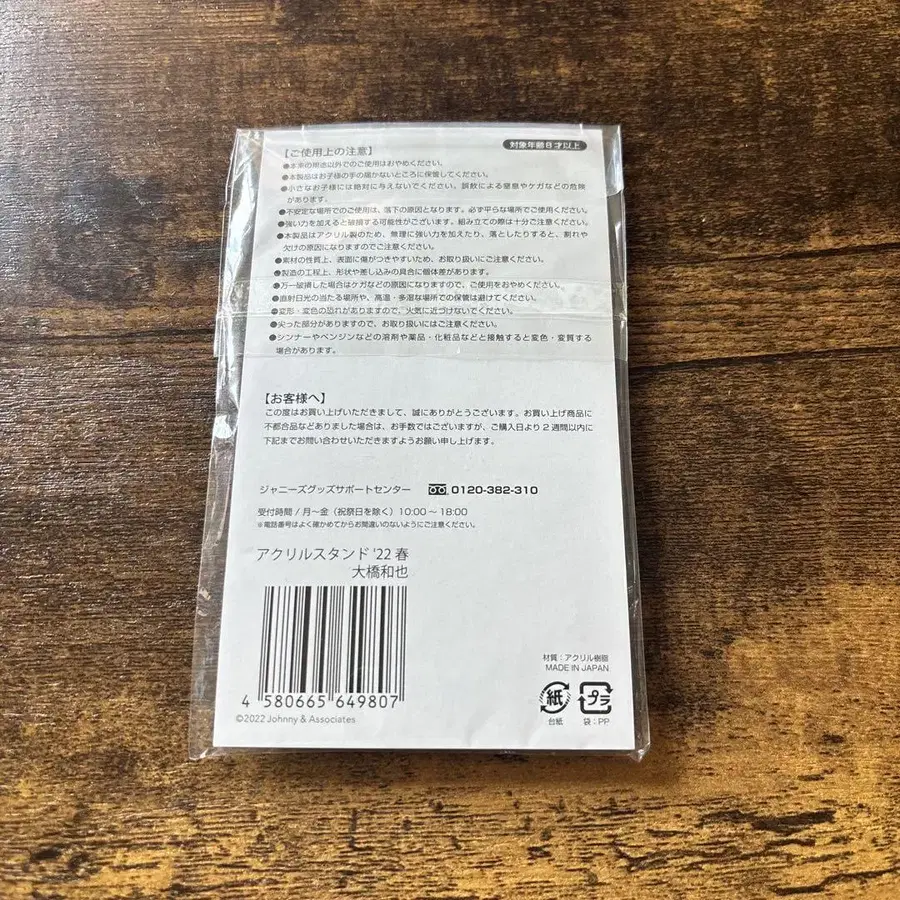 【ご使用上の注意】
対象年齢8才以上
●本来の用途以外でのご使用はおやめください。
●本製品はお子様の手の届かないところに保管してください。
●小さなお子様には絶対に与えないでください。誤飲による窒息やケガなどの危険
があります。
●不安定な場所でのご使用は、落下の原因となります。必ず平らな場所でご使用ください。
●強い力を加えると破損する可能性がございます。組み立ての際は十分ご注意ください。
●本製品はアクリル製のため、無理に強い力を加えたり、落としたりすると、割れや
欠けの原因になりますのでご注意ください。
●素材の性質上、表面に傷がつきやすいため、お取り扱いにご注意ください。
●製造の工程上、形状や差し込みの具合に個体差があります。
●万一破損した場合はケガなどの原因になりますので、ご使用をおやめください。
●直射日光の当たる場所や、高温・多湿な場所での保管は避けてください。
●変形・変色の恐れがありますので、火気に近づけないでください。
●尖った部分がありますので、お取り扱いにはご注意ください。
●シンナーやベンジンなどの溶剤や薬品・化粧品などと接触すると変色・変質する
場合があります。
【お客様へ】
この度はお買い上げいただきまして、誠にありがとうございます。お買い上げ商品に
不都合品などありました場合は、お手数ではございますが、ご購入日より2週間以内に
下記までお問い合わせいただきますようお願い申し上げます。
ジャニーズグッズサポートセンター 0120-382-310
受付時間/月~金(祝祭日を除く)10:00~18:00
※電話番号はよく確かめてからお間違いのないようにご注意ください。
アクリルスタンド '22 春
大橋和也
4 580665 649807
©2022 Johnny & Associates
材質:アクリル樹脂
MADE IN JAPAN
紙 プラ
台紙 袋:PP